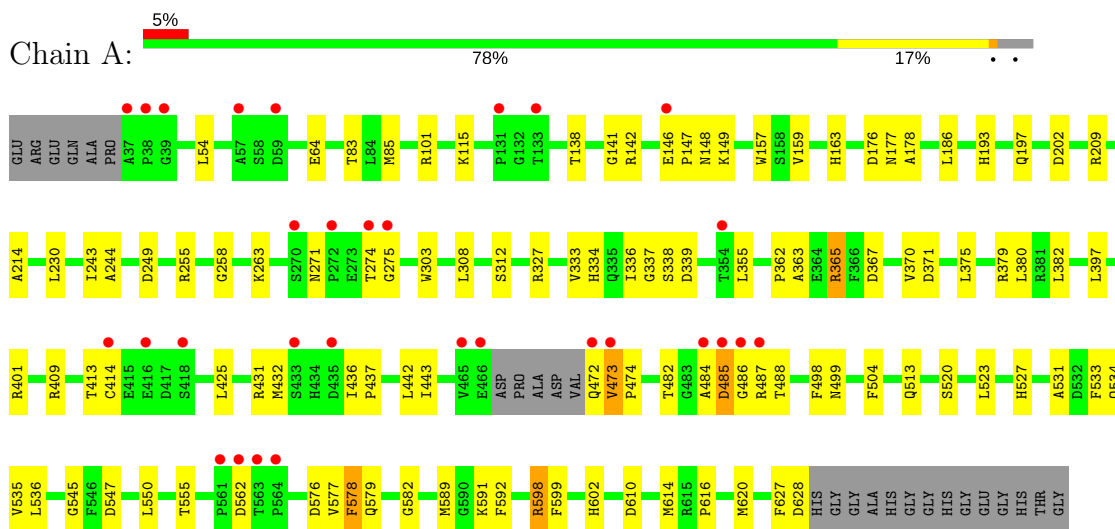 5%
Chain A:
78%
17%
• •
GLU ARG GLU GLN ALA PRO A37 P38 G39 L54 A57 S58 D59 E64 T83 L84 M85 R101 K115 P131 G132 T133 T138 G141 R142 E146 P147 N148 K149 W157 S158 V159 H163 D176 N177 A178 L186 H193 Q197 D202 R209
A214 L230 I243 A244 D249 R255 G258 K263 S270 N271 P272 E273 T274 G275 W303 L308 S312 R327 V333 H334 Q335 I336 G337 S338 D339 T354 L355 P362 A363 E364 R365 F366 D367 V370 D371 L375 R379 L380 R381 L382 L397
R401 R409 T413 C414 E415 E416 D417 S418 L425 R431 M432 S433 H434 D435 I436 P437 L442 I443 V465 E466 ASP PRO ALA ASP VAL Q472 V473 P474 T482 G483 A484 D485 G486 R487 T488 F498 N499 F504 Q513 S520 L523 H527 A531 D532 F533 Q534
V535 L536 G545 F546 D547 L550 T555 P561 D562 T563 P564 D576 V577 F578 Q579 G582 M589 G590 K591 F592 R598 F599 H602 D610 M614 R615 P616 M620 F627 D628 HIS GLY GLY ALA HIS GLY GLY HIS GLY GLU GLY HIS THR GLY